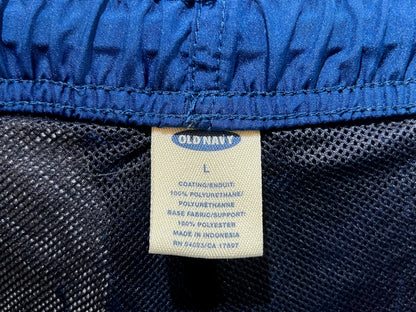 OLD NAVY
L
COATING/ENDUIT:
100% POLYURETHANE/
POLYURÉTHANNE
BASE FABRIC/SUPPORT:
100% POLYESTER
MADE IN INDONESIA
RN 54023/CA 17897